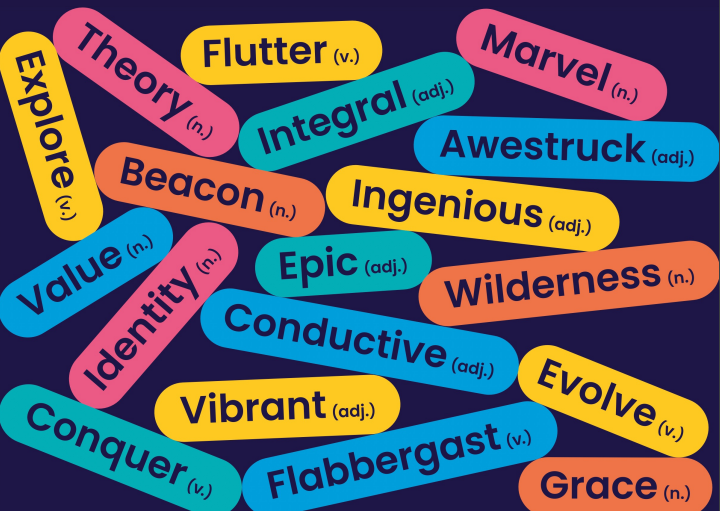 Theory (n.)
Flutter (v.)
Marvel (n.)
Explore (v.)
Integral (adj.)
Awestruck (adj.)
Beacon (n.)
Ingenious (adj.)
Value (n.)
Identity (n.)
Epic (adj.)
Wilderness (n.)
Conductive (adj.)
Vibrant (adj.)
Evolve (v.)
Conquer (v.)
Flabbergast (v.)
Grace (n.)